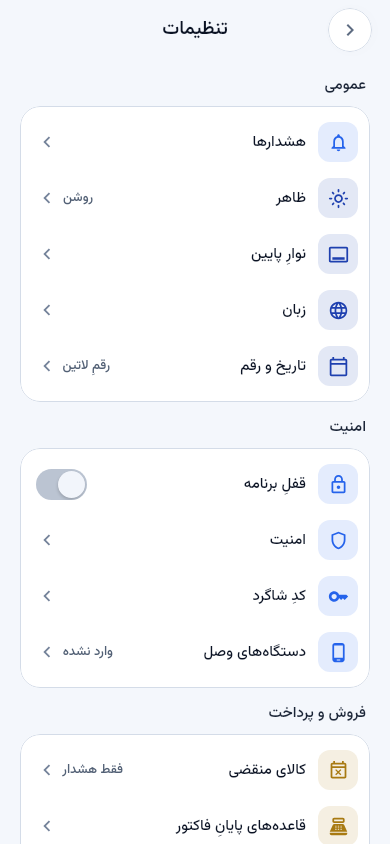 تنظیمات
عمومی
هشدارها
ظاهر روشن
نوارِ پایین
زبان
تاریخ و رقم رقمِ لاتین
امنیت
قفلِ برنامه
امنیت
کدِ شاگرد
دستگاه‌های وصل وارد نشده
فروش و پرداخت
کالای منقضی فقط هشدار
قاعده‌های پایانِ فاکتور